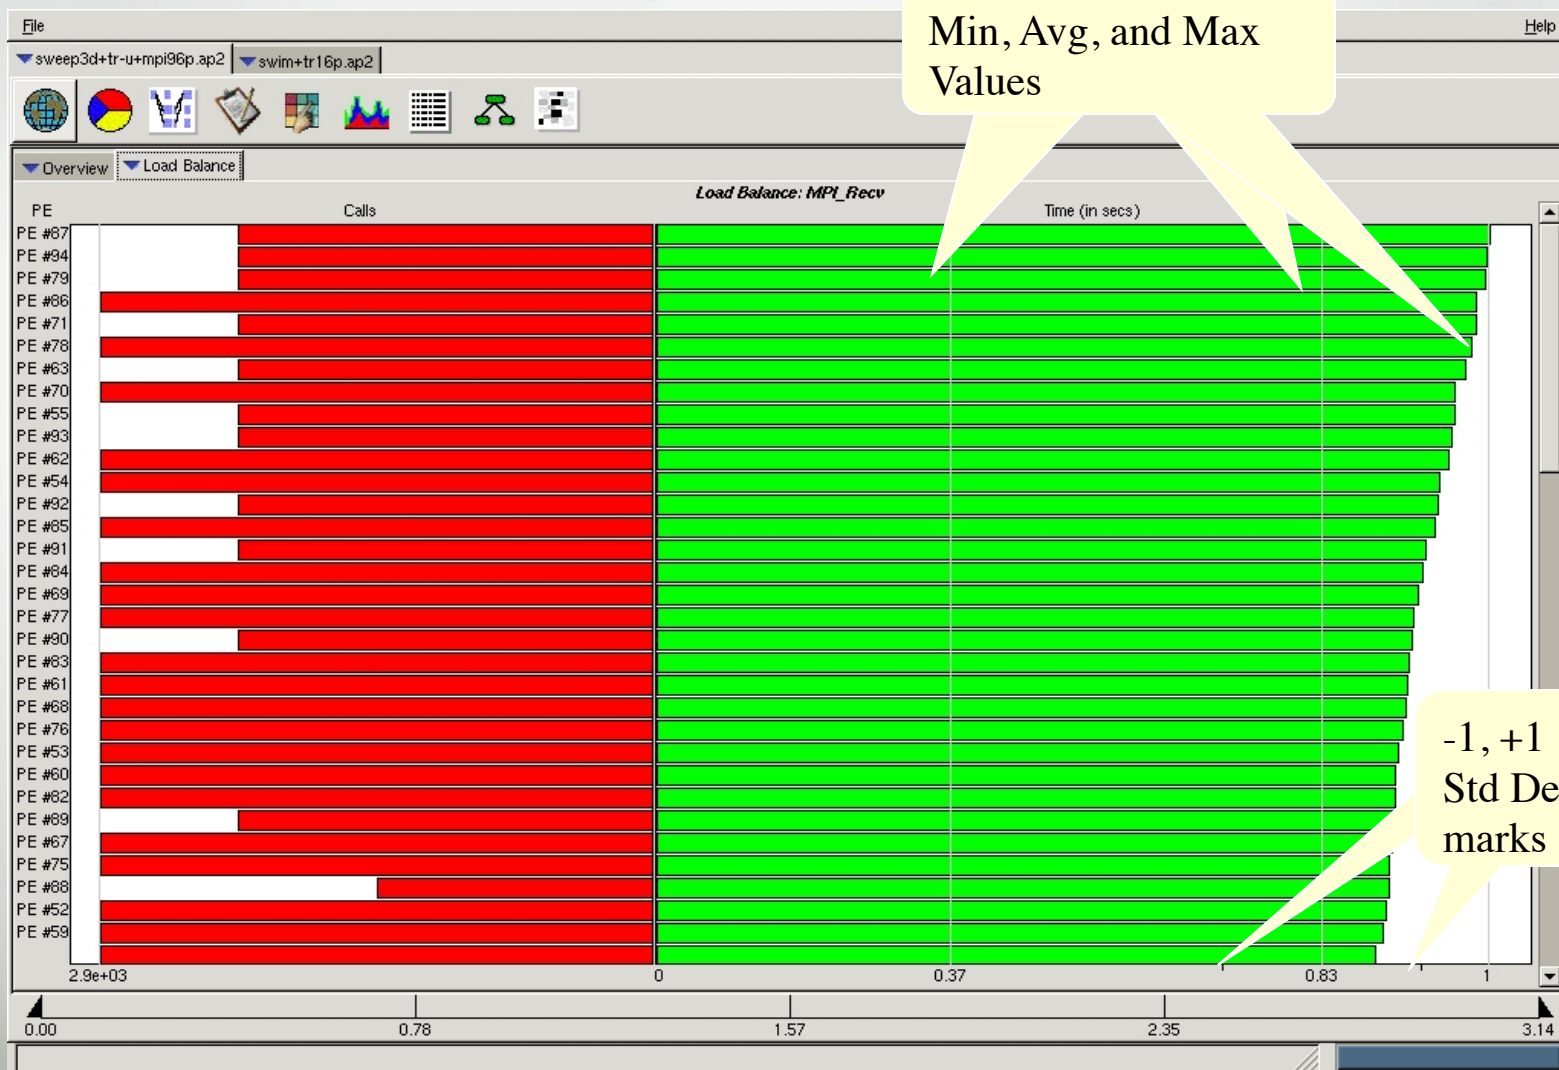 Min, Avg, and Max
Values
File
Help
sweep3d+tr-u+mpi96p.ap2
swim+tr16p.ap2
Overview
Load Balance
Load Balance: MPI_Recv
PE
Calls
Time (in secs)
PE #87
PE #94
PE #79
PE #86
PE #71
PE #78
PE #63
PE #70
PE #55
PE #93
PE #62
PE #54
PE #92
PE #85
PE #91
PE #84
PE #69
PE #77
PE #90
PE #83
PE #61
PE #68
PE #76
PE #53
PE #60
PE #82
PE #89
PE #67
PE #75
PE #88
PE #52
PE #59
-1, +1
Std De
marks
2.9e+03
0
0.37
0.83
1
0.00
0.78
1.57
2.35
3.14